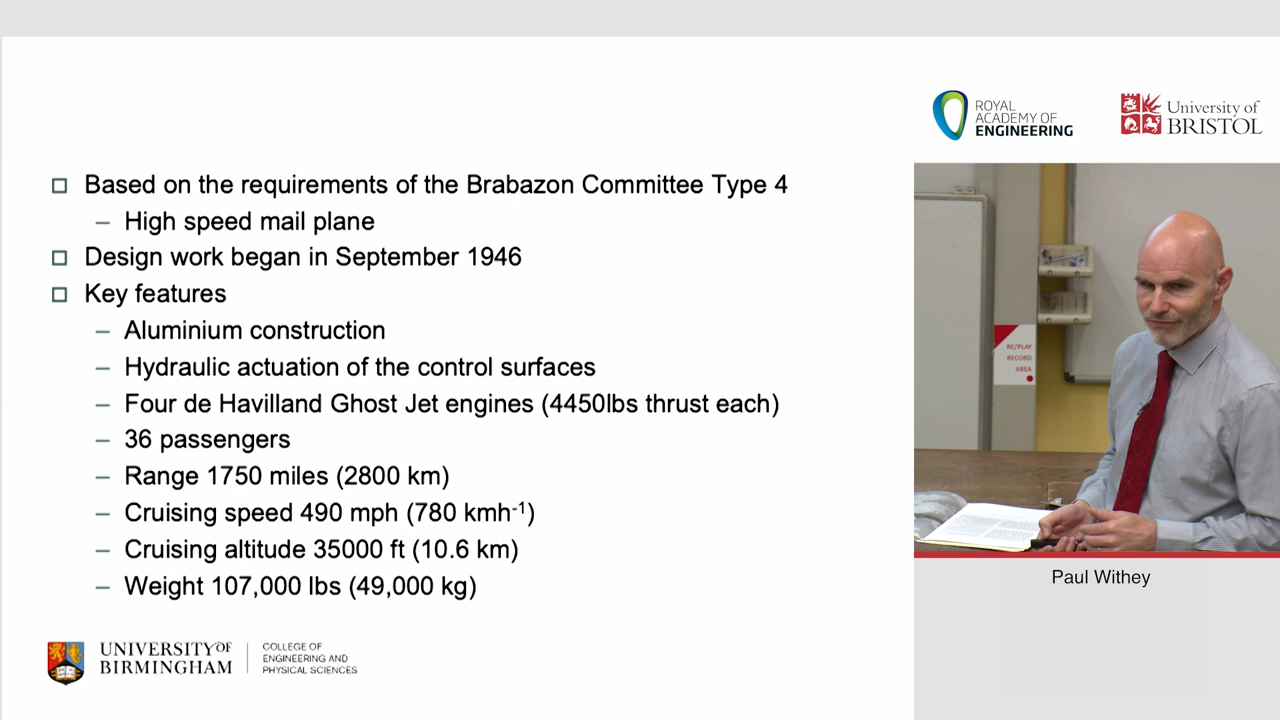 ROYAL
ACADEMY OF
ENGINEERING
University of
BRISTOL
□ Based on the requirements of the Brabazon Committee Type 4
– High speed mail plane
□ Design work began in September 1946
□ Key features
– Aluminium construction
– Hydraulic actuation of the control surfaces
– Four de Havilland Ghost Jet engines (4450lbs thrust each)
– 36 passengers
– Range 1750 miles (2800 km)
– Cruising speed 490 mph (780 kmh⁻¹)
– Cruising altitude 35000 ft (10.6 km)
– Weight 107,000 lbs (49,000 kg)
RE/PLAY
RECORD
AREA
Paul Withey
UNIVERSITY OF
BIRMINGHAM
COLLEGE OF
ENGINEERING AND
PHYSICAL SCIENCES